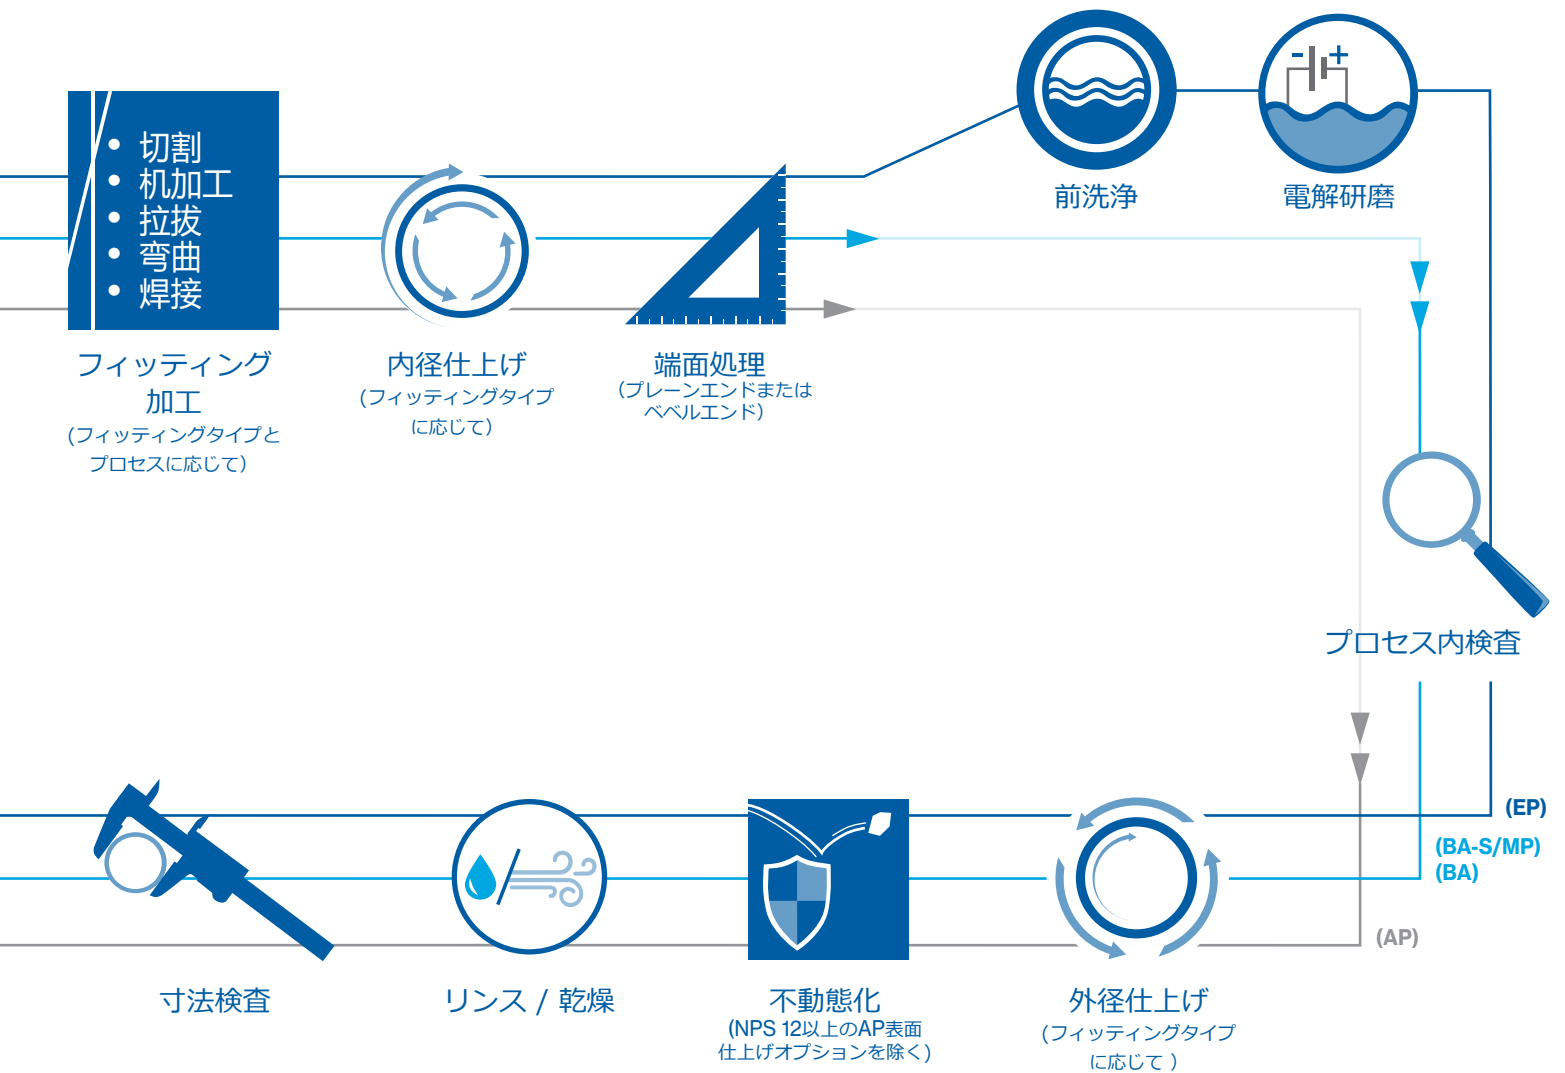 • 切割
• 机加工
• 拉拔
• 弯曲
• 焊接
フィッティング
加工
(フィッティングタイプと
プロセスに応じて)
内径仕上げ
(フィッティングタイプ
に応じて)
端面処理
(プレーンエンドまたは
ベベルエンド)
前洗浄
- +
電解研磨
プロセス内検査
(EP)
(BA-S/MP)
(BA)
(AP)
寸法検査
リンス / 乾燥
不動態化
(NPS 12以上のAP表面
仕上げオプションを除く)
外径仕上げ
(フィッティングタイプ
に応じて )